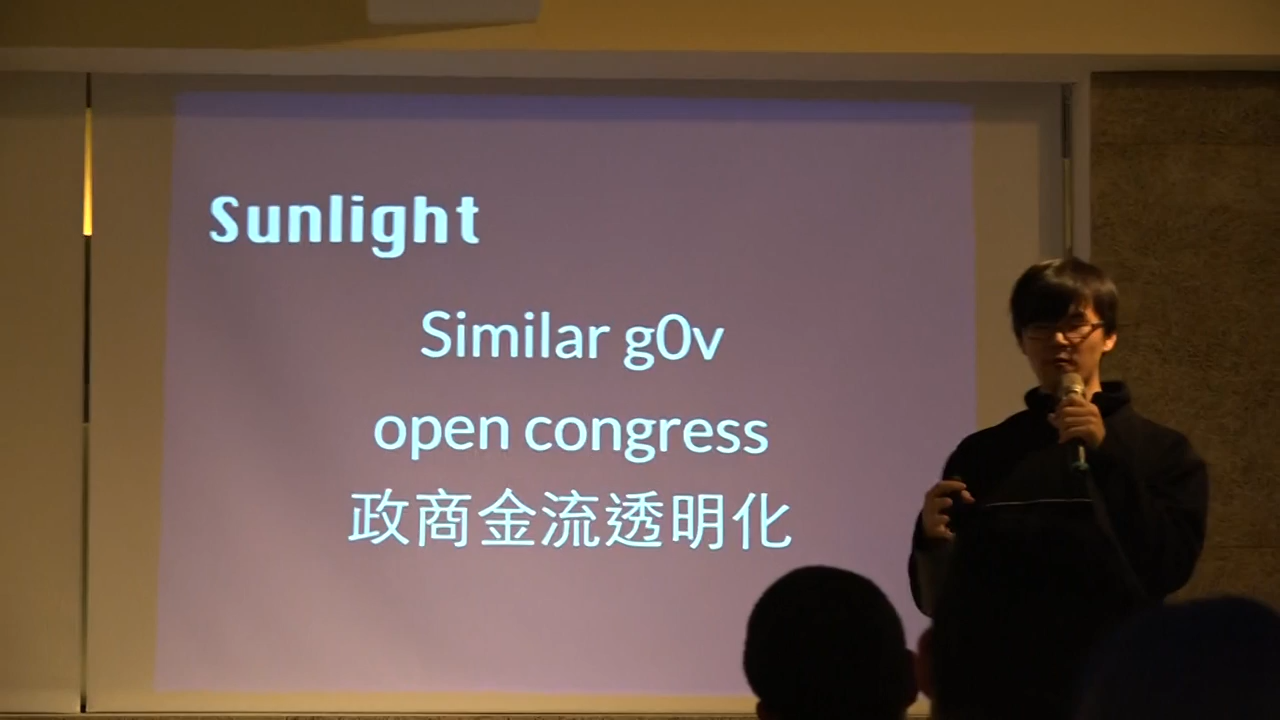 Sunlight
Similar g0v
open congress
政商金流透明化